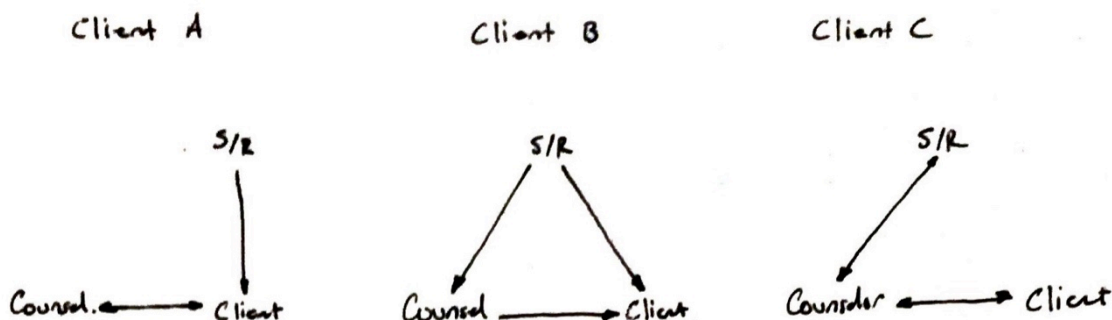 Client A Client B Client C
S/R S/R S/R
Counsel. Client Counsel Client Counselor Client